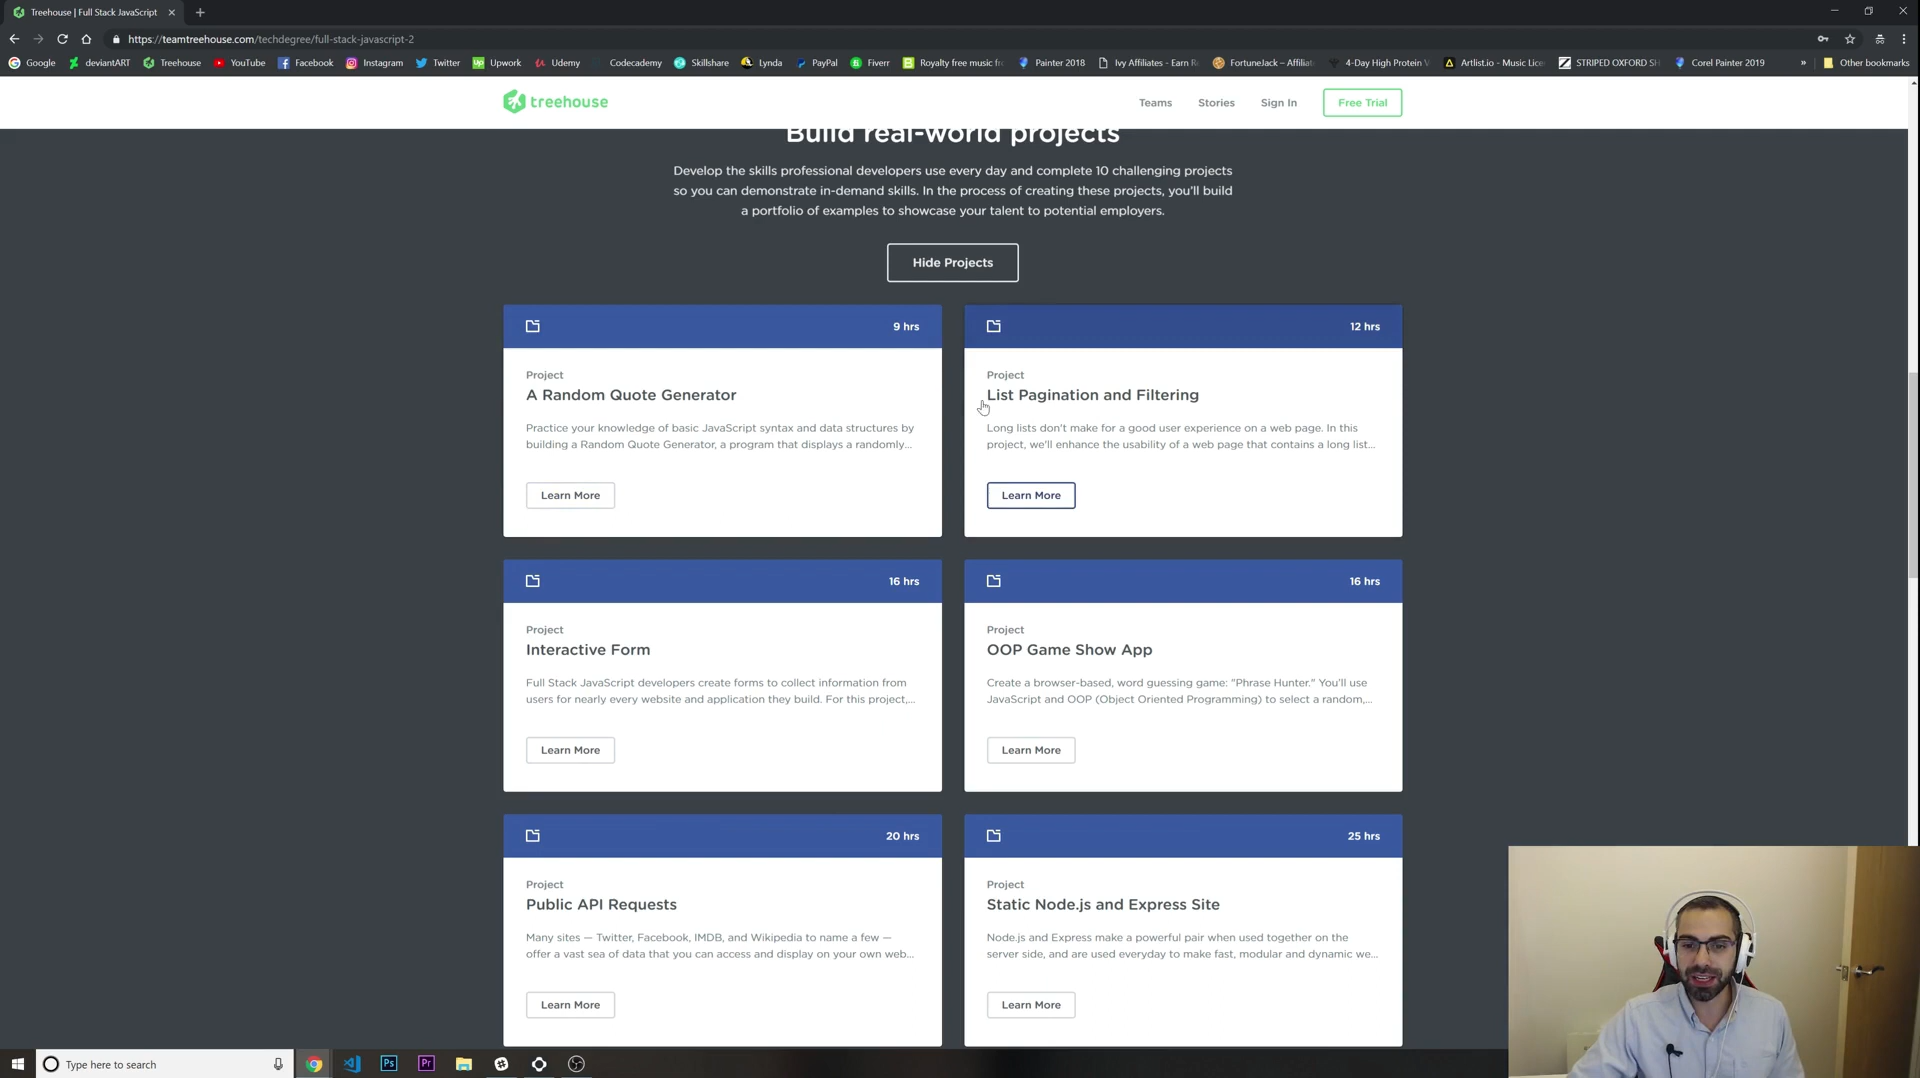 Treehouse | Full Stack JavaScript
https://teamtreehouse.com/techdegree/full-stack-javascript-2
Google deviantART Treehouse YouTube Facebook Instagram Twitter Upwork Udemy Codecademy Skillshare Lynda PayPal Fiverr Royalty free music fr Painter 2018 Ivy Affiliates - Earn Re FortuneJack – Affiliat 4-Day High Protein V Artlist.io - Music Lice STRIPED OXFORD SH Corel Painter 2019 » Other bookmarks
treehouse Teams Stories Sign In Free Trial
Build real-world projects
Develop the skills professional developers use every day and complete 10 challenging projects
so you can demonstrate in-demand skills. In the process of creating these projects, you'll build
a portfolio of examples to showcase your talent to potential employers.
Hide Projects
9 hrs
Project
A Random Quote Generator
Practice your knowledge of basic JavaScript syntax and data structures by
building a Random Quote Generator, a program that displays a randomly...
Learn More
12 hrs
Project
List Pagination and Filtering
Long lists don't make for a good user experience on a web page. In this
project, we'll enhance the usability of a web page that contains a long list...
Learn More
16 hrs
Project
Interactive Form
Full Stack JavaScript developers create forms to collect information from
users for nearly every website and application they build. For this project,...
Learn More
16 hrs
Project
OOP Game Show App
Create a browser-based, word guessing game: "Phrase Hunter." You'll use
JavaScript and OOP (Object Oriented Programming) to select a random,...
Learn More
20 hrs
Project
Public API Requests
Many sites — Twitter, Facebook, IMDB, and Wikipedia to name a few —
offer a vast sea of data that you can access and display on your own web...
Learn More
25 hrs
Project
Static Node.js and Express Site
Node.js and Express make a powerful pair when used together on the
server side, and are used everyday to make fast, modular and dynamic we...
Learn More
Type here to search
Ps
Pr